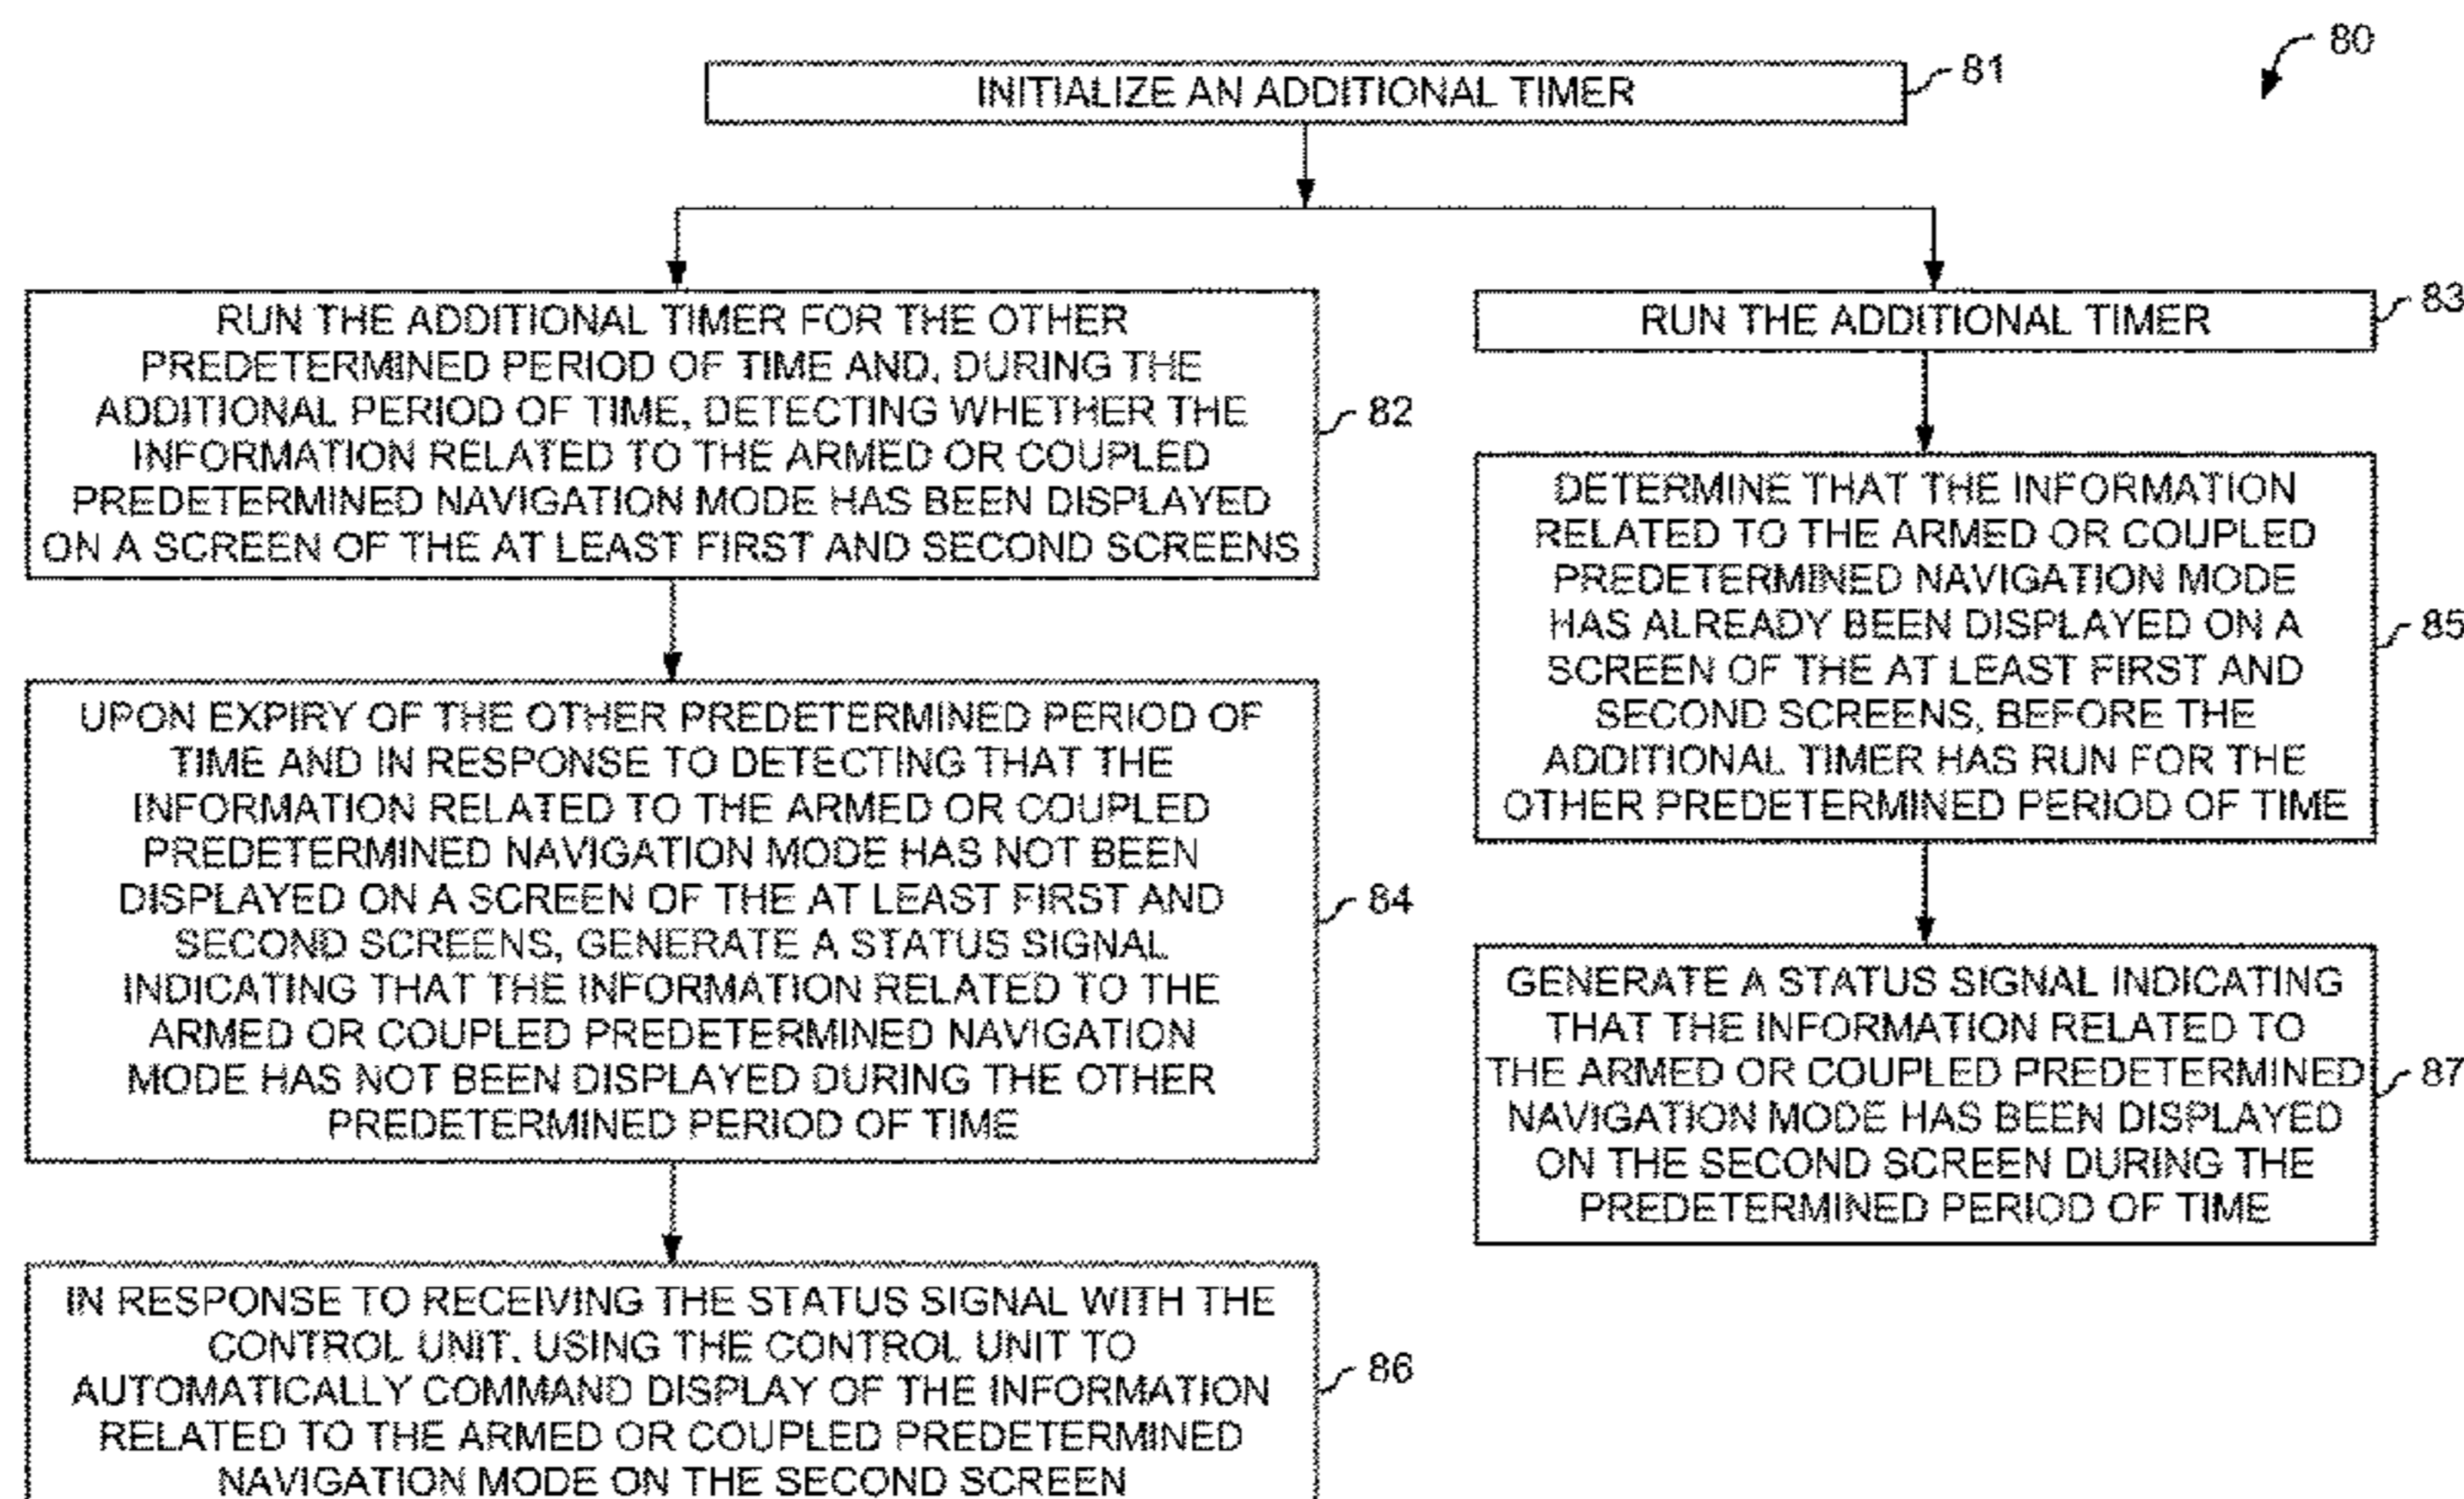 80
INITIALIZE AN ADDITIONAL TIMER
81
RUN THE ADDITIONAL TIMER FOR THE OTHER
PREDETERMINED PERIOD OF TIME AND, DURING THE
ADDITIONAL PERIOD OF TIME, DETECTING WHETHER THE
INFORMATION RELATED TO THE ARMED OR COUPLED
PREDETERMINED NAVIGATION MODE HAS BEEN DISPLAYED
ON A SCREEN OF THE AT LEAST FIRST AND SECOND SCREENS
82
UPON EXPIRY OF THE OTHER PREDETERMINED PERIOD OF
TIME AND IN RESPONSE TO DETECTING THAT THE
INFORMATION RELATED TO THE ARMED OR COUPLED
PREDETERMINED NAVIGATION MODE HAS NOT BEEN
DISPLAYED ON A SCREEN OF THE AT LEAST FIRST AND
SECOND SCREENS, GENERATE A STATUS SIGNAL
INDICATING THAT THE INFORMATION RELATED TO THE
ARMED OR COUPLED PREDETERMINED NAVIGATION
MODE HAS NOT BEEN DISPLAYED DURING THE OTHER
PREDETERMINED PERIOD OF TIME
84
IN RESPONSE TO RECEIVING THE STATUS SIGNAL WITH THE
CONTROL UNIT, USING THE CONTROL UNIT TO
AUTOMATICALLY COMMAND DISPLAY OF THE INFORMATION
RELATED TO THE ARMED OR COUPLED PREDETERMINED
NAVIGATION MODE ON THE SECOND SCREEN
86
RUN THE ADDITIONAL TIMER
83
DETERMINE THAT THE INFORMATION
RELATED TO THE ARMED OR COUPLED
PREDETERMINED NAVIGATION MODE
HAS ALREADY BEEN DISPLAYED ON A
SCREEN OF THE AT LEAST FIRST AND
SECOND SCREENS, BEFORE THE
ADDITIONAL TIMER HAS RUN FOR THE
OTHER PREDETERMINED PERIOD OF TIME
85
GENERATE A STATUS SIGNAL INDICATING
THAT THE INFORMATION RELATED TO
THE ARMED OR COUPLED PREDETERMINED
NAVIGATION MODE HAS BEEN DISPLAYED
ON THE SECOND SCREEN DURING THE
PREDETERMINED PERIOD OF TIME
87